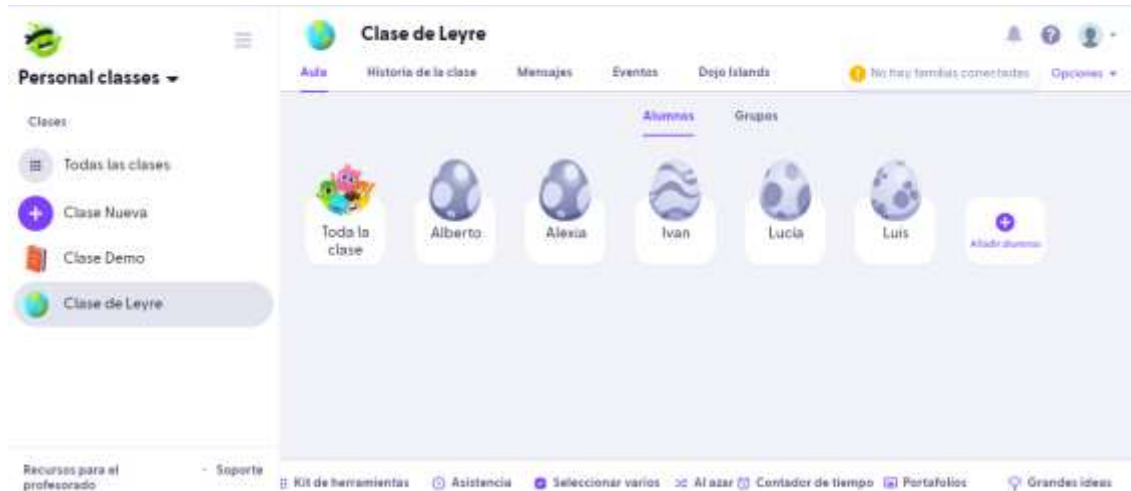 Personal classes
Clases
Todas las clases
Clase Nueva
Clase Demo
Clase de Leyre
Recursos para el
profesorado
Soporte
Clase de Leyre
Aula Historia de la clase Mensajes Eventos Dojo Islands No hay familias conectadas Opciones
Alumnos Grupos
Toda la
clase
Alberto
Alexia
Ivan
Lucia
Luis
Añadir alumnos
Kit de herramientas Asistencia Seleccionar varios Al azar Contador de tiempo Portafolios Grandes ideas